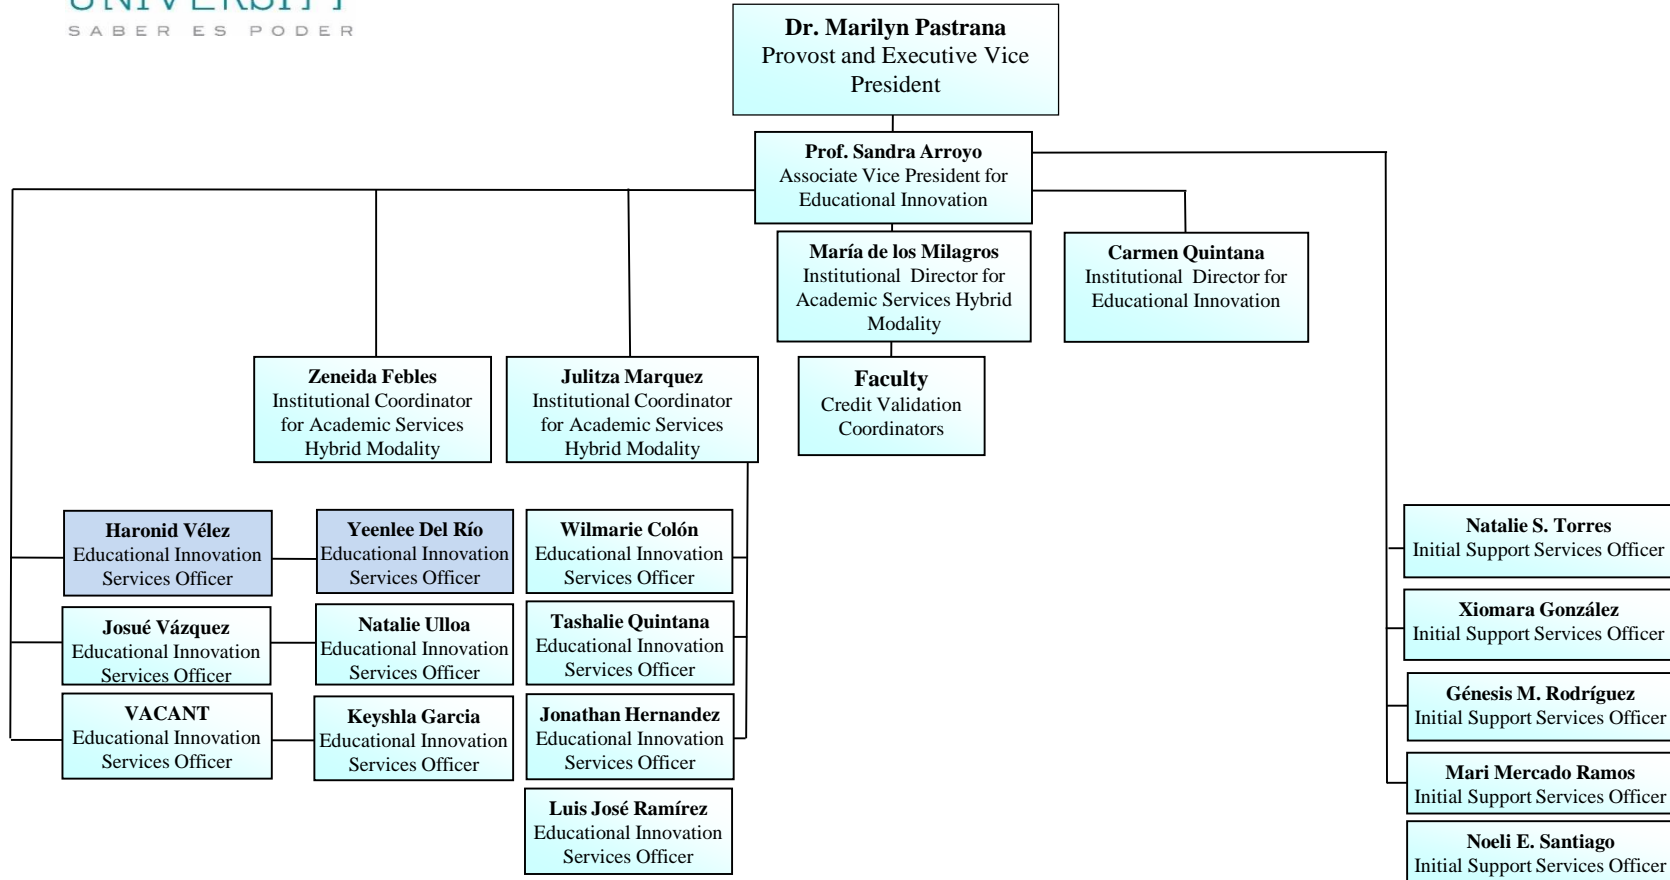 UNIVERSITY
SABER ES PODER
Dr. Marilyn Pastrana
Provost and Executive Vice
President
Prof. Sandra Arroyo
Associate Vice President for
Educational Innovation
María de los Milagros
Institutional Director for
Academic Services Hybrid
Modality
Carmen Quintana
Institutional Director for
Educational Innovation
Zeneida Febles
Institutional Coordinator
for Academic Services
Hybrid Modality
Julitza Marquez
Institutional Coordinator
for Academic Services
Hybrid Modality
Faculty
Credit Validation
Coordinators
Haronid Vélez
Educational Innovation
Services Officer
Yeenlee Del Río
Educational Innovation
Services Officer
Wilmarie Colón
Educational Innovation
Services Officer
Josué Vázquez
Educational Innovation
Services Officer
Natalie Ulloa
Educational Innovation
Services Officer
Tashalie Quintana
Educational Innovation
Services Officer
VACANT
Educational Innovation
Services Officer
Keyshla Garcia
Educational Innovation
Services Officer
Jonathan Hernandez
Educational Innovation
Services Officer
Luis José Ramírez
Educational Innovation
Services Officer
Natalie S. Torres
Initial Support Services Officer
Xiomara González
Initial Support Services Officer
Génesis M. Rodríguez
Initial Support Services Officer
Mari Mercado Ramos
Initial Support Services Officer
Noeli E. Santiago
Initial Support Services Officer